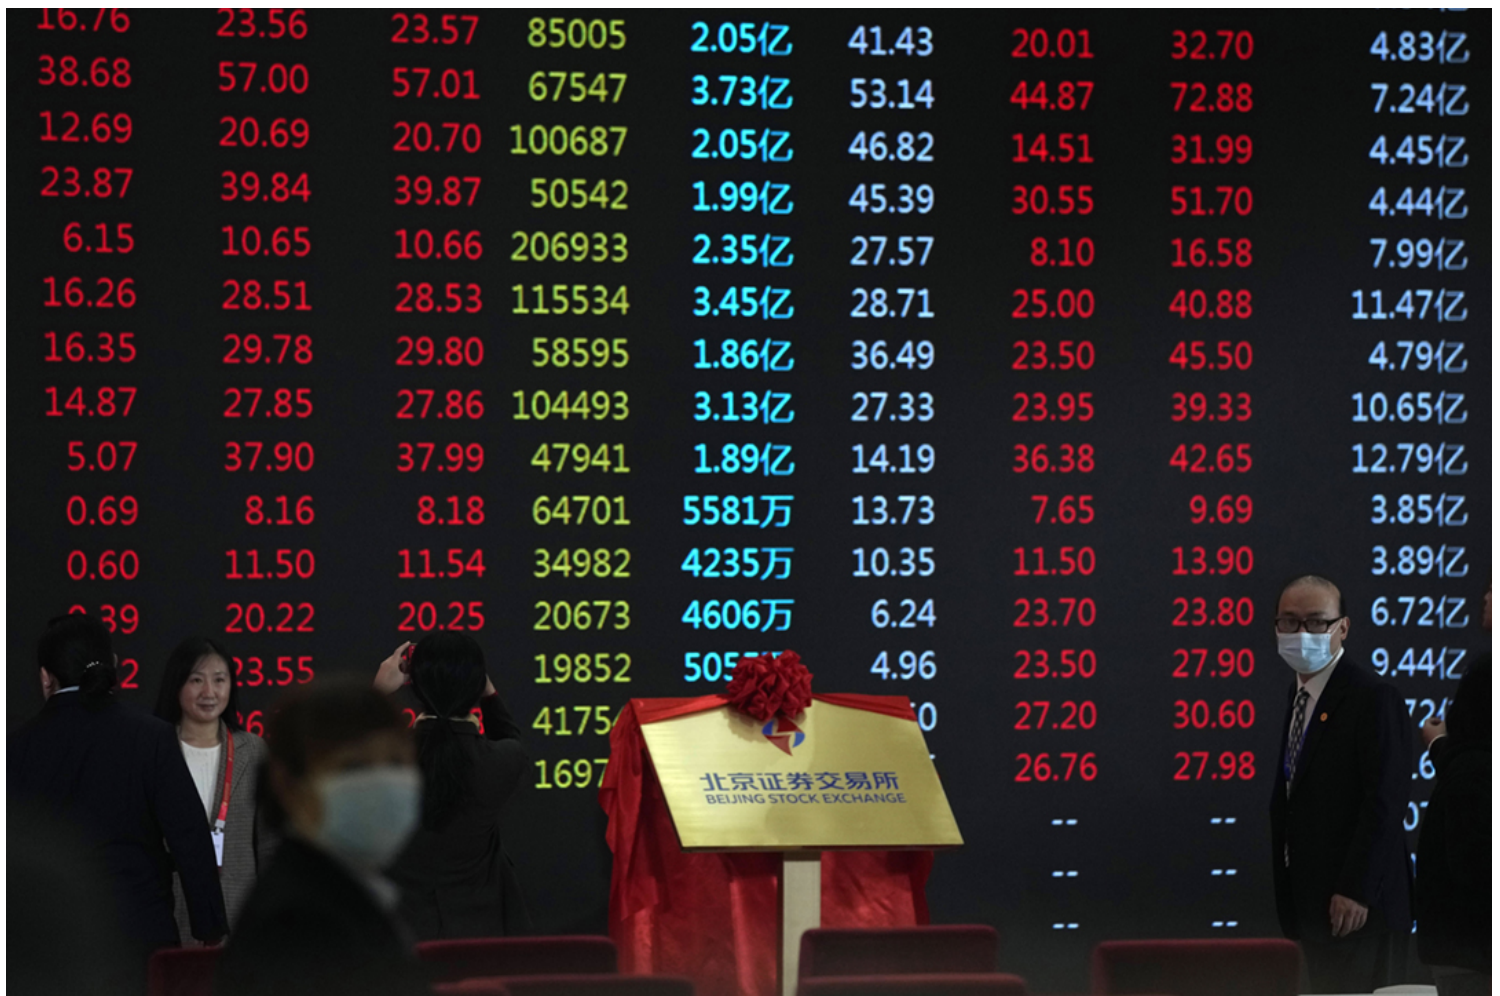 16.76 23.56 23.57 85005 2.05亿 41.43 20.01 32.70 4.83亿
38.68 57.00 57.01 67547 3.73亿 53.14 44.87 72.88 7.24亿
12.69 20.69 20.70 100687 2.05亿 46.82 14.51 31.99 4.45亿
23.87 39.84 39.87 50542 1.99亿 45.39 30.55 51.70 4.44亿
6.15 10.65 10.66 206933 2.35亿 27.57 8.10 16.58 7.99亿
16.26 28.51 28.53 115534 3.45亿 28.71 25.00 40.88 11.47亿
16.35 29.78 29.80 58595 1.86亿 36.49 23.50 45.50 4.79亿
14.87 27.85 27.86 104493 3.13亿 27.33 23.95 39.33 10.65亿
5.07 37.90 37.99 47941 1.89亿 14.19 36.38 42.65 12.79亿
0.69 8.16 8.18 64701 5581万 13.73 7.65 9.69 3.85亿
0.60 11.50 11.54 34982 4235万 10.35 11.50 13.90 3.89亿
20.22 20.25 20673 4606万 6.24 23.70 23.80 6.72亿
23.55 19852 4.96 23.50 27.90 9.44亿
27.20 30.60
26.76 27.98
-- --
-- --
-- --
北京证券交易所
BEIJING STOCK EXCHANGE